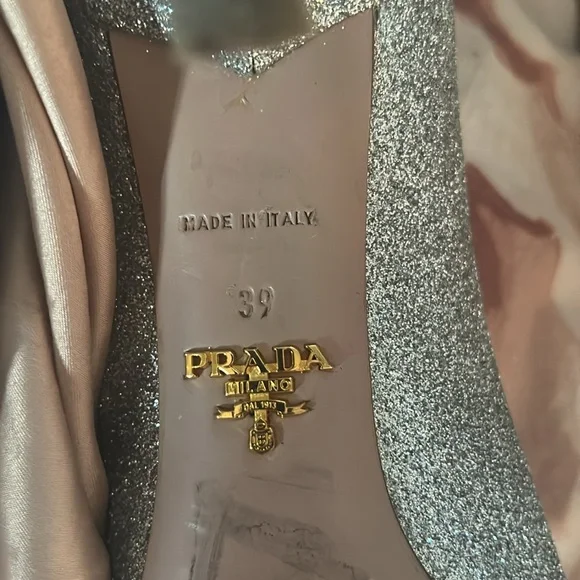 MADE IN ITALY
39
PRADA
MILANO
DAL 1913